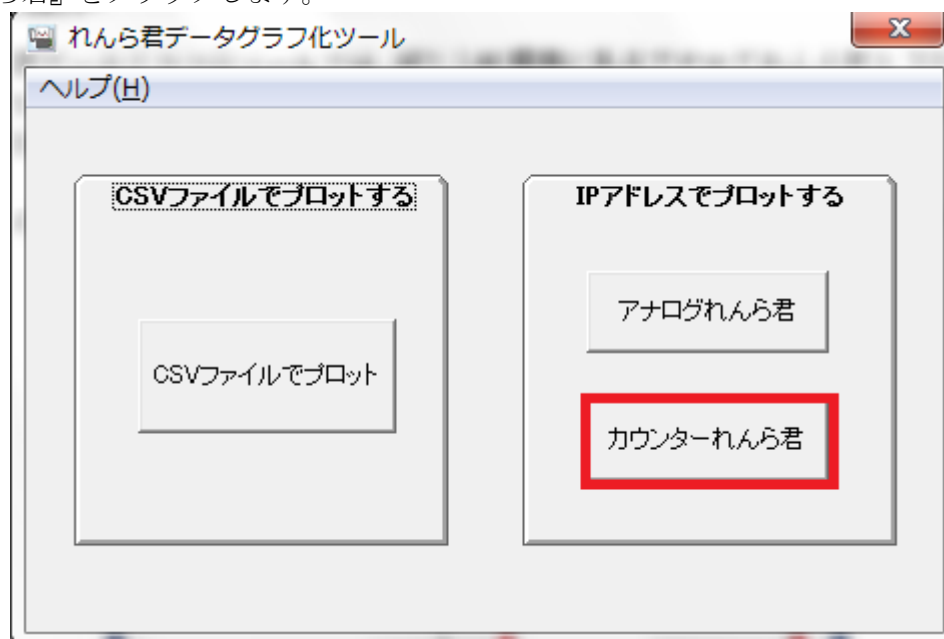 れんら君データグラフ化ツール
ヘルプ(H)
CSVファイルでプロットする
CSVファイルでプロット
IPアドレスでプロットする
アナログれんら君
カウンターれんら君